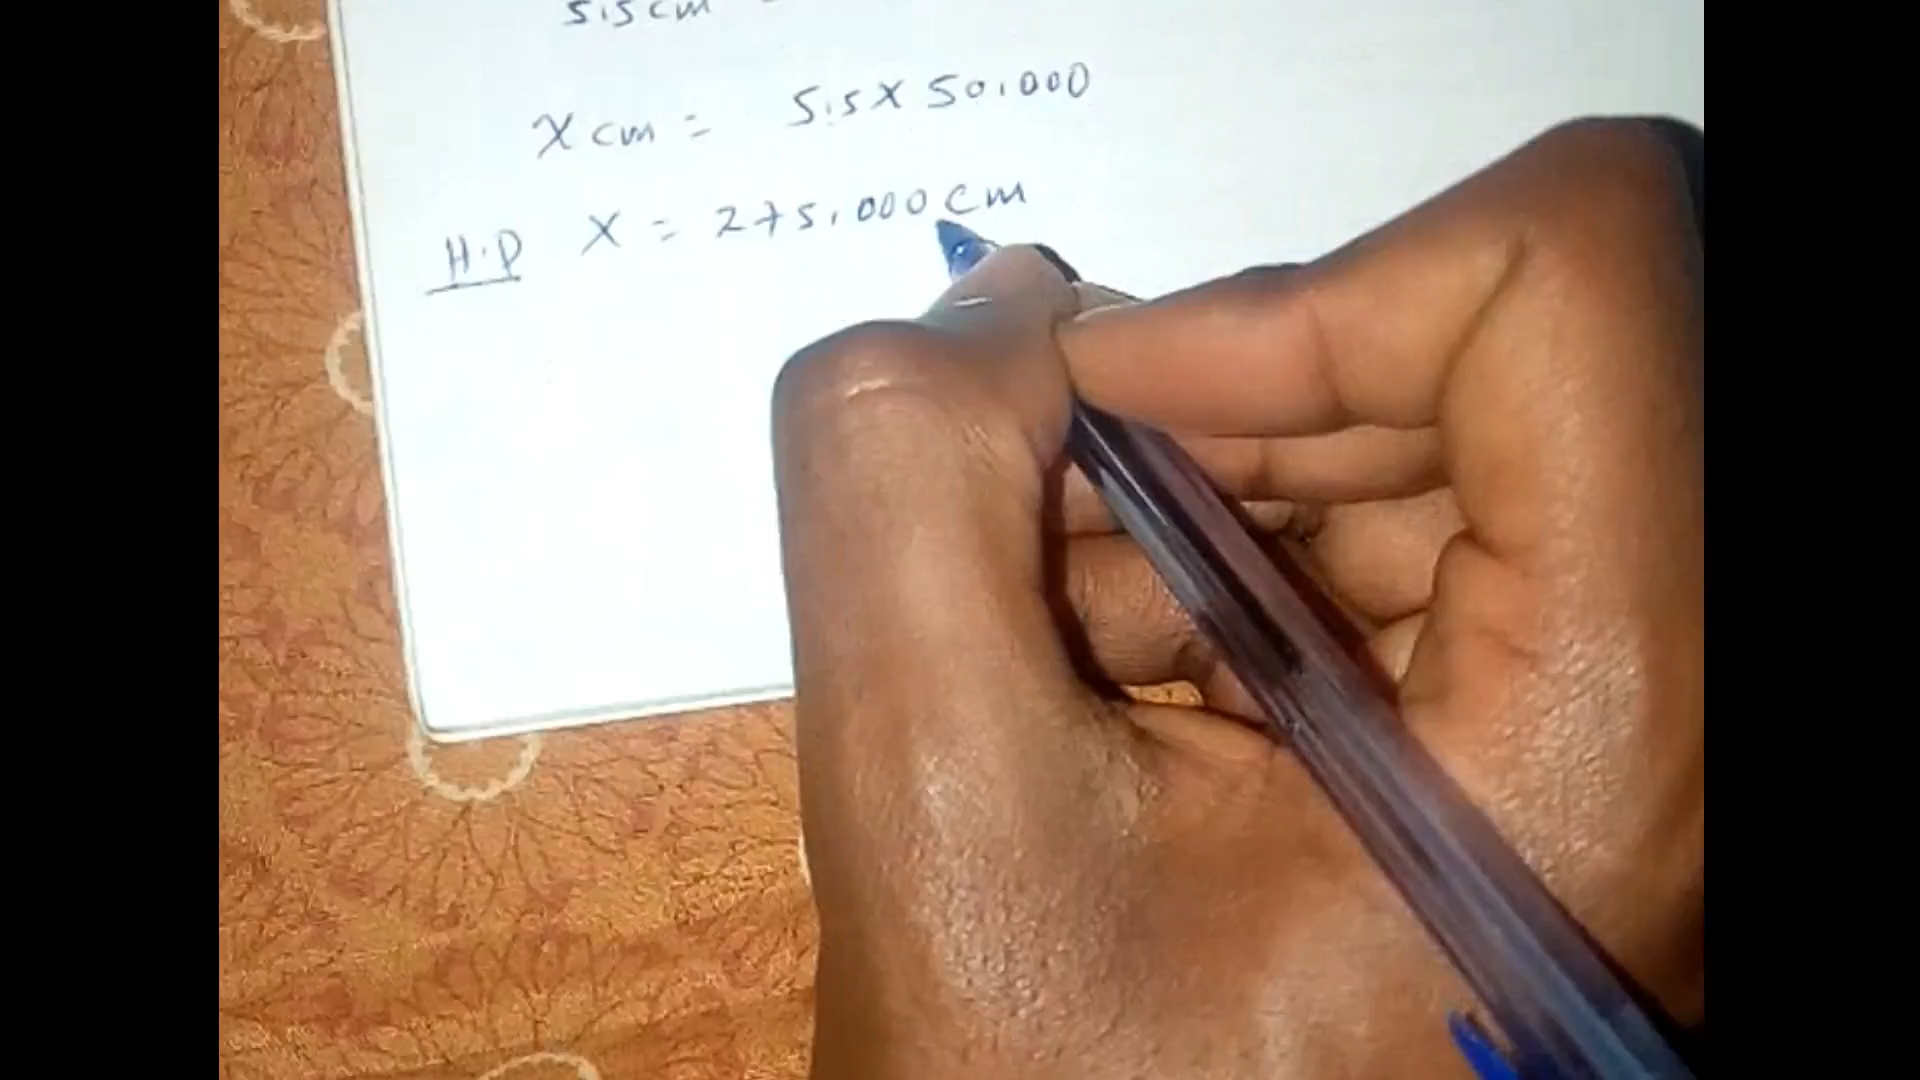 5.5cm
X cm = 5.5 X 50,000
H.D X = 275,000 cm